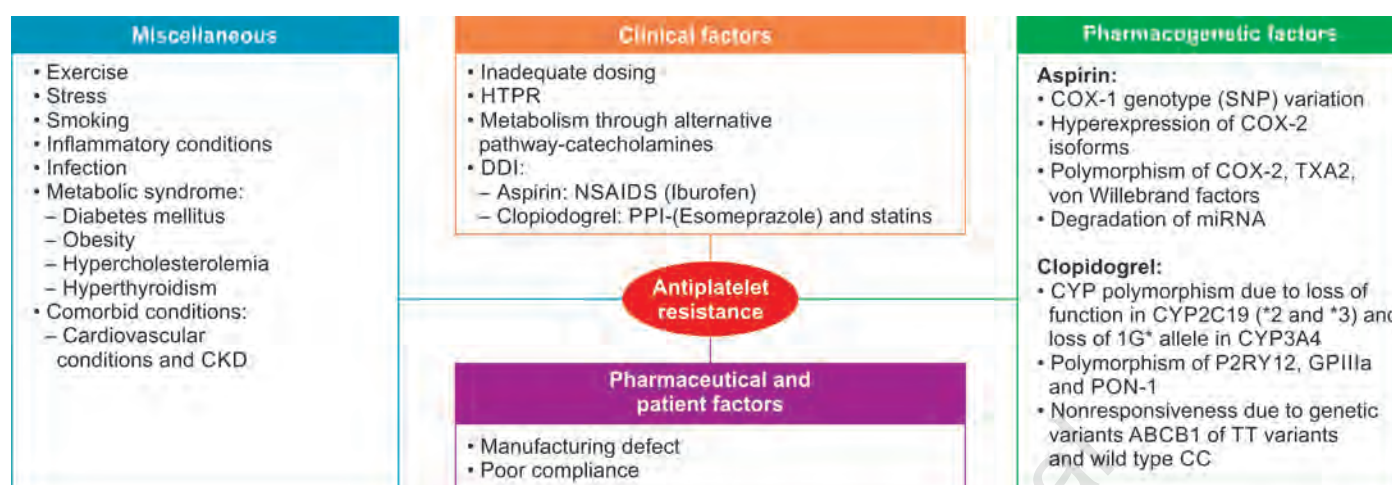 Miscellaneous
• Exercise
• Stress
• Smoking
• Inflammatory conditions
• Infection
• Metabolic syndrome:
– Diabetes mellitus
– Obesity
– Hypercholesterolemia
– Hyperthyroidism
• Comorbid conditions:
– Cardiovascular
conditions and CKD
Clinical factors
• Inadequate dosing
• HTPR
• Metabolism through alternative
pathway-catecholamines
• DDI:
– Aspirin: NSAIDS (Iburofen)
– Clopiodogrel: PPI-(Esomeprazole) and statins
Antiplatelet
resistance
Pharmaceutical and
patient factors
• Manufacturing defect
• Poor compliance
Pharmacogenetic factors
Aspirin:
• COX-1 genotype (SNP) variation
• Hyperexpression of COX-2
isoforms
• Polymorphism of COX-2, TXA2,
von Willebrand factors
• Degradation of miRNA
Clopidogrel:
• CYP polymorphism due to loss of
function in CYP2C19 (*2 and *3) and
loss of 1G* allele in CYP3A4
• Polymorphism of P2RY12, GPIIIa
and PON-1
• Nonresponsiveness due to genetic
variants ABCB1 of TT variants
and wild type CC